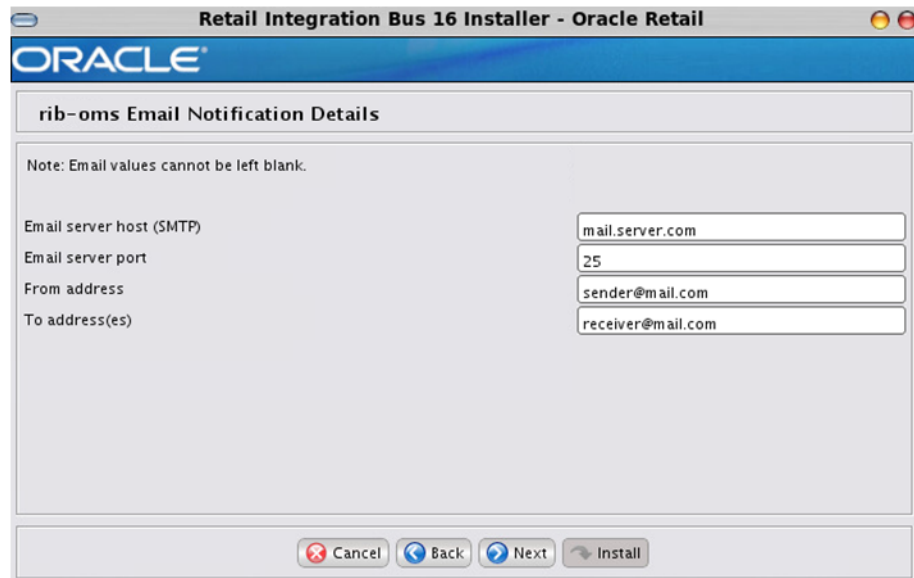 Retail Integration Bus 16 Installer - Oracle Retail
ORACLE®
rib-oms Email Notification Details
Note: Email values cannot be left blank.
Email server host (SMTP) mail.server.com
Email server port 25
From address sender@mail.com
To address(es) receiver@mail.com
Cancel Back Next Install